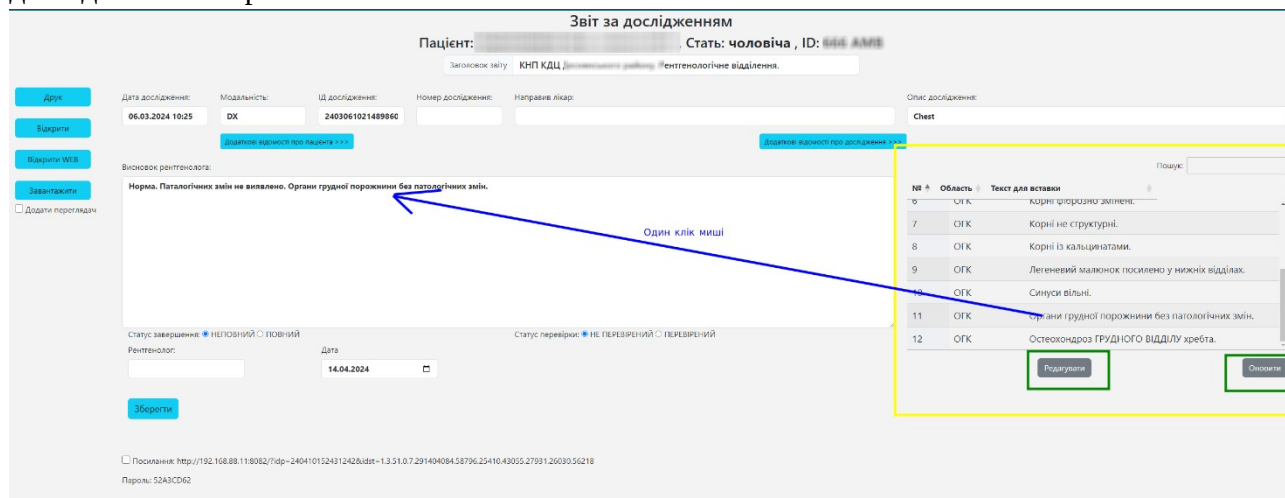 Звіт за дослідженням
Пацієнт: , Стать: чоловіча , ID:
Заголовок звіту КНП КДЦ Рентгенологічне відділення.
Друк
Відкрити
Відкрити WEB
Завантажити
Додати переглядач
Дата дослідження: Модальність: ІД дослідження: Номер дослідження: Направив лікар: Опис дослідження:
06.03.2024 10:25 DX 2403061021489860 Chest
Додаткові відомості про пацієнта >>> Додаткові відомості про дослідження >>>
Висновок рентгенолога:
Норма. Паталогічних змін не виявлено. Органи грудної порожнини без патологічних змін.
Один клік миші
Пошук:
№ Область Текст для вставки
6 ОГК Корні фіброзно змінені.
7 ОГК Корні не структурні.
8 ОГК Корні із кальцинатами.
9 ОГК Легеневий малюнок посилено у нижніх відділах.
10 ОГК Синуси вільні.
11 ОГК Органи грудної порожнини без патологічних змін.
12 ОГК Остеохондроз ГРУДНОГО ВІДДІЛУ хребта.
Редагувати Оновити
Статус завершення: НЕПОВНИЙ ПОВНИЙ Статус перевірки: НЕ ПЕРЕВІРЕНИЙ ПЕРЕВІРЕНИЙ
Рентгенолог: Дата
14.04.2024
Зберегти
Посилання: http://192.168.88.11:8082/?idp=240410152431242&idst=1.3.51.0.7.291404084.58796.25410.43055.27931.26030.56218
Пароль: 52A3CD62